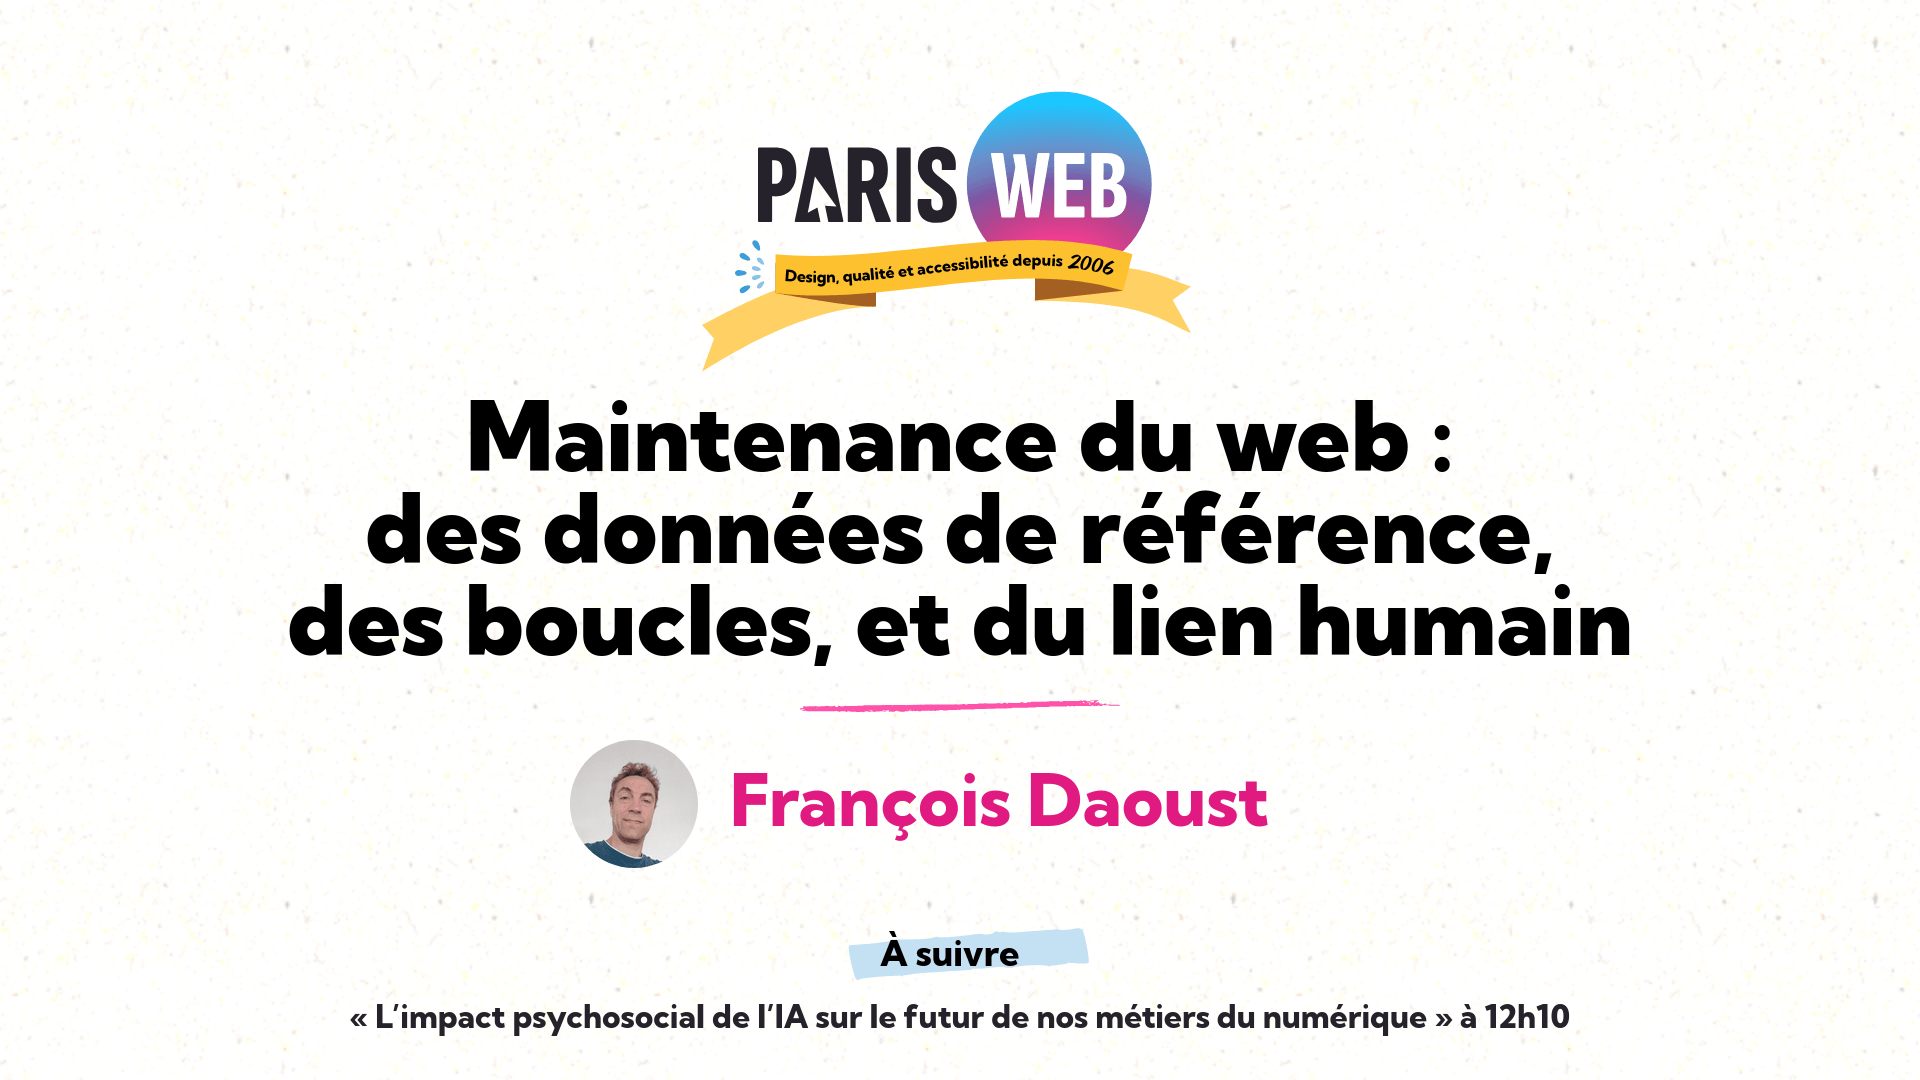 PARIS WEB
Design, qualité et accessibilité depuis 2006
Maintenance du web :
des données de référence,
des boucles, et du lien humain
François Daoust
À suivre
« L’impact psychosocial de l’IA sur le futur de nos métiers du numérique » à 12h10